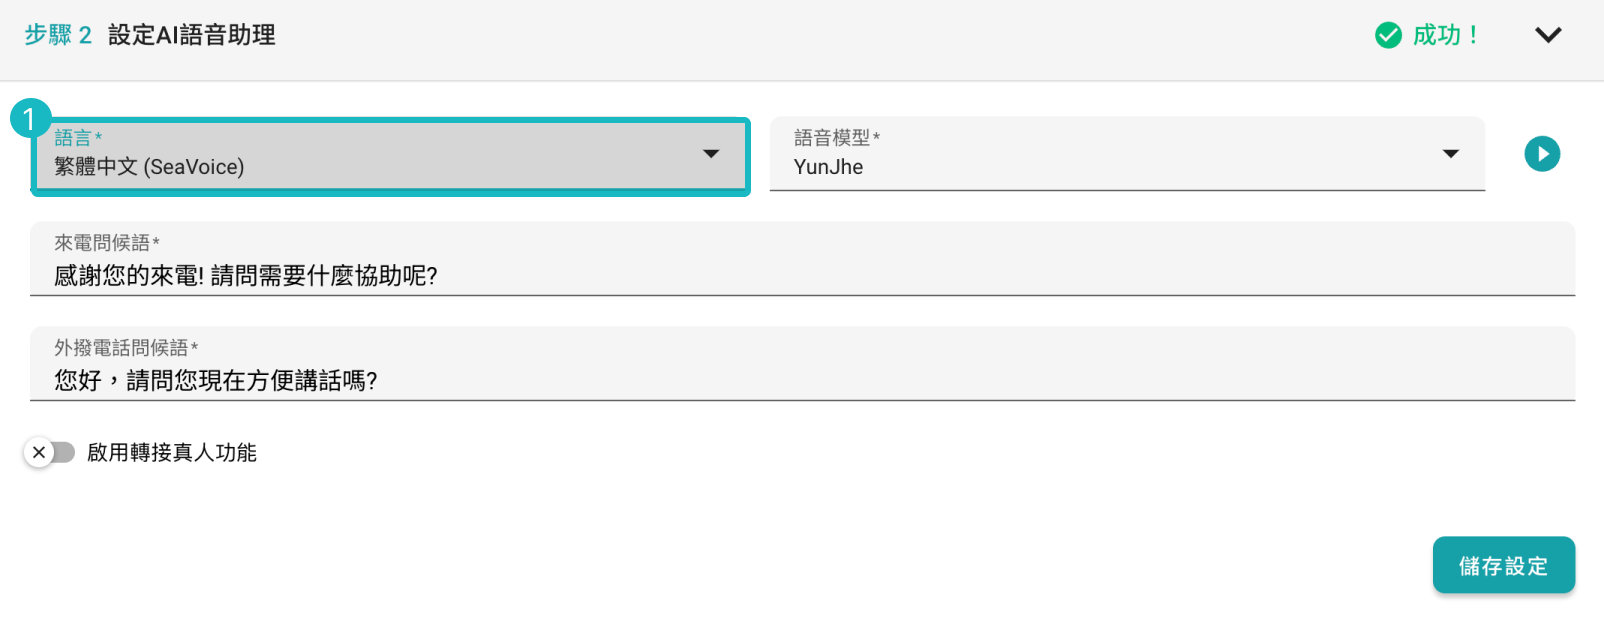 步驟 2 設定AI語音助理 成功！
1
語言*
繁體中文 (SeaVoice)
語音模型*
YunJhe
來電問候語*
感謝您的來電! 請問需要什麼協助呢?
外撥電話問候語*
您好，請問您現在方便講話嗎?
啟用轉接真人功能
儲存設定